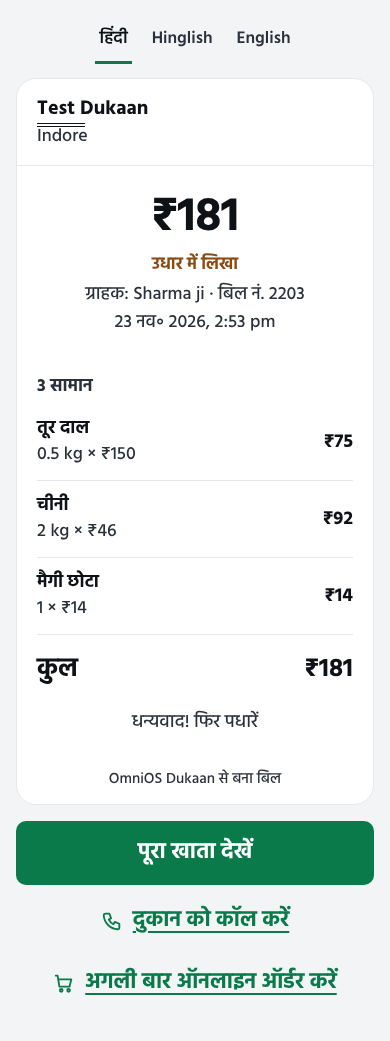 हिंदी Hinglish English
Test Dukaan
Indore
₹181
उधार में लिखा
ग्राहक: Sharma ji · बिल नं. 2203
23 नव॰ 2026, 2:53 pm
3 सामान
तूर दाल
0.5 kg × ₹150 ₹75
चीनी
2 kg × ₹46 ₹92
मैगी छोटा
1 × ₹14 ₹14
कुल ₹181
धन्यवाद! फिर पधारें
OmniOS Dukaan से बना बिल
पूरा खाता देखें
दुकान को कॉल करें
अगली बार ऑनलाइन ऑर्डर करें